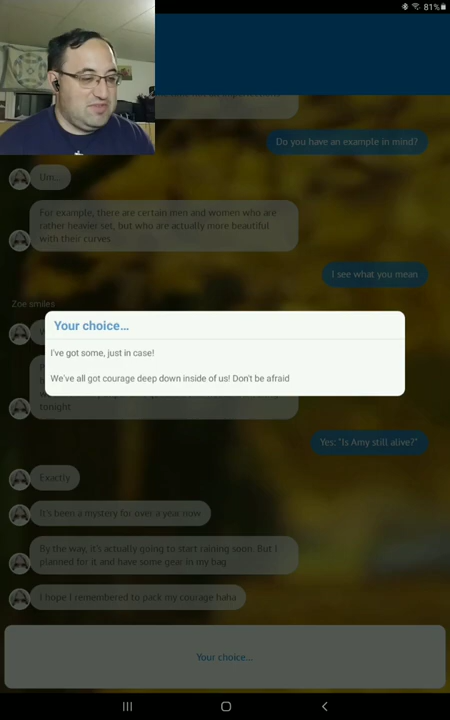 81%
Do you have an example in mind?
Um...
For example, there are certain men and women who are
rather heavier set, but who are actually more beautiful
with their curves
I see what you mean
Zoe smiles
Your choice...
I've got some, just in case!
We've all got courage deep down inside of us! Don't be afraid
tonight
Yes: "Is Amy still alive?"
Exactly
It's been a mystery for over a year now
By the way, it's actually going to start raining soon. But I
planned for it and have some gear in my bag
I hope I remembered to pack my courage haha
Your choice...